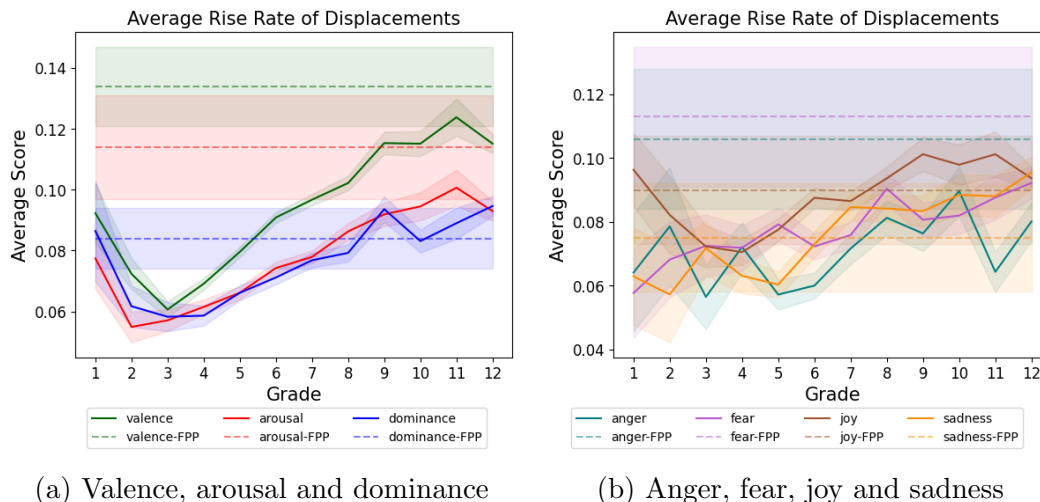 Average Rise Rate of Displacements
Average Score
0.14
0.12
0.10
0.08
0.06
1 2 3 4 5 6 7 8 9 10 11 12
Grade
valence arousal dominance
valence-FPP arousal-FPP dominance-FPP
(a) Valence, arousal and dominance
Average Rise Rate of Displacements
Average Score
0.12
0.10
0.08
0.06
0.04
1 2 3 4 5 6 7 8 9 10 11 12
Grade
anger fear joy sadness
anger-FPP fear-FPP joy-FPP sadness-FPP
(b) Anger, fear, joy and sadness